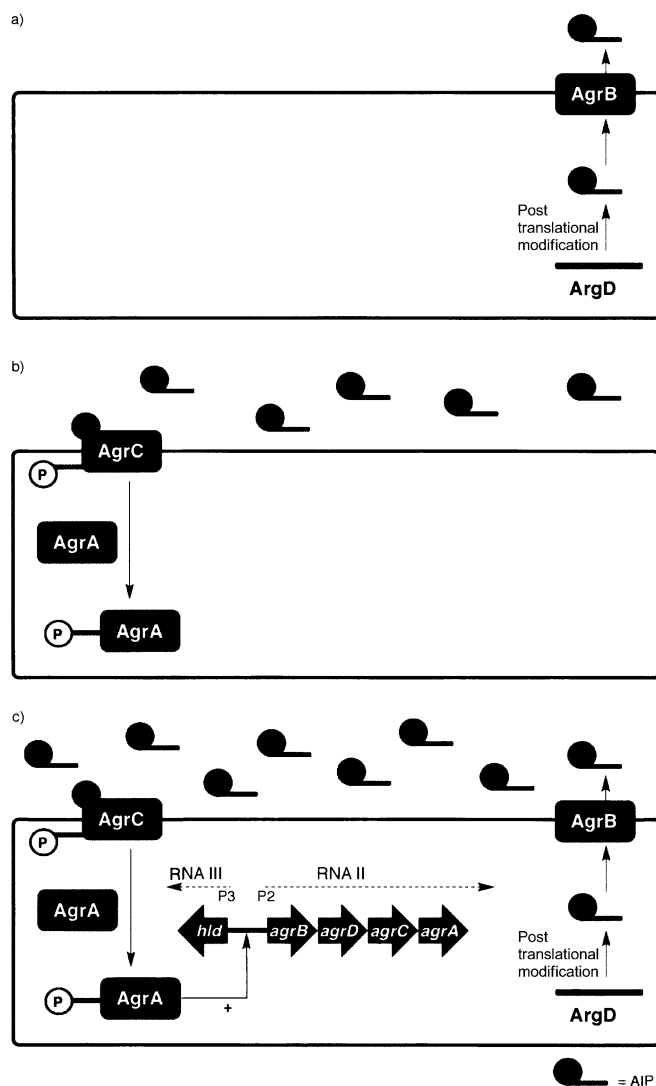 a)
AgrB
Post
translational
modification
ArgD
b)
AgrC
P
AgrA
P
AgrA
c)
AgrC
AgrB
P
RNA III
RNA II
P3
P2
AgrA
hld
agrB
agrD
agrC
agrA
Post
translational
modification
P
AgrA
+
ArgD
= AIP